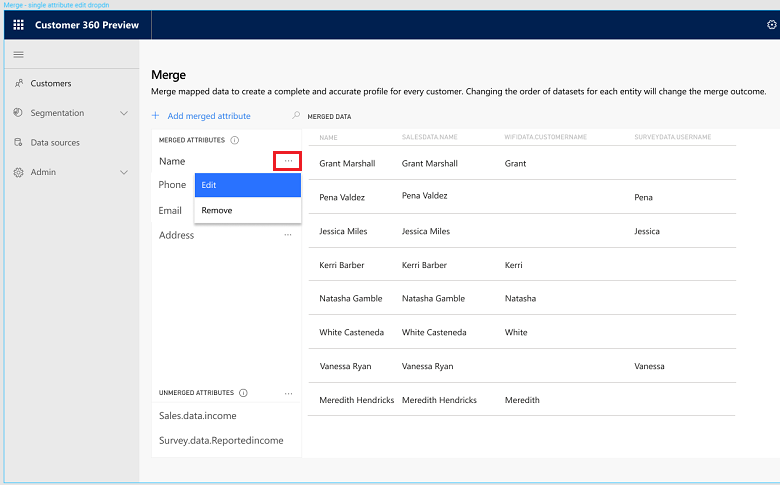 Merge - single attribute edit dropdn
Customer 360 Preview
Customers
Segmentation
Data sources
Admin
Merge
Merge mapped data to create a complete and accurate profile for every customer. Changing the order of datasets for each entity will change the merge outcome.
+ Add merged attribute
MERGED ATTRIBUTES
Name ...
Edit
Remove
Phone
Email
Address ...
UNMERGED ATTRIBUTES ...
Sales.data.income
Survey.data.Reportedincome
MERGED DATA
NAME SALESDATA.NAME WIFIDATA.CUSTOMERNAME SURVEYDATA.USERNAME
Grant Marshall Grant Marshall Grant
Pena Valdez Pena Valdez Pena
Jessica Miles Jessica Miles Jessica
Kerri Barber Kerri Barber Kerri
Natasha Gamble Natasha Gamble Natasha
White Casteneda White Casteneda White
Vanessa Ryan Vanessa Ryan Vanessa
Meredith Hendricks Meredith Hendricks Meredith